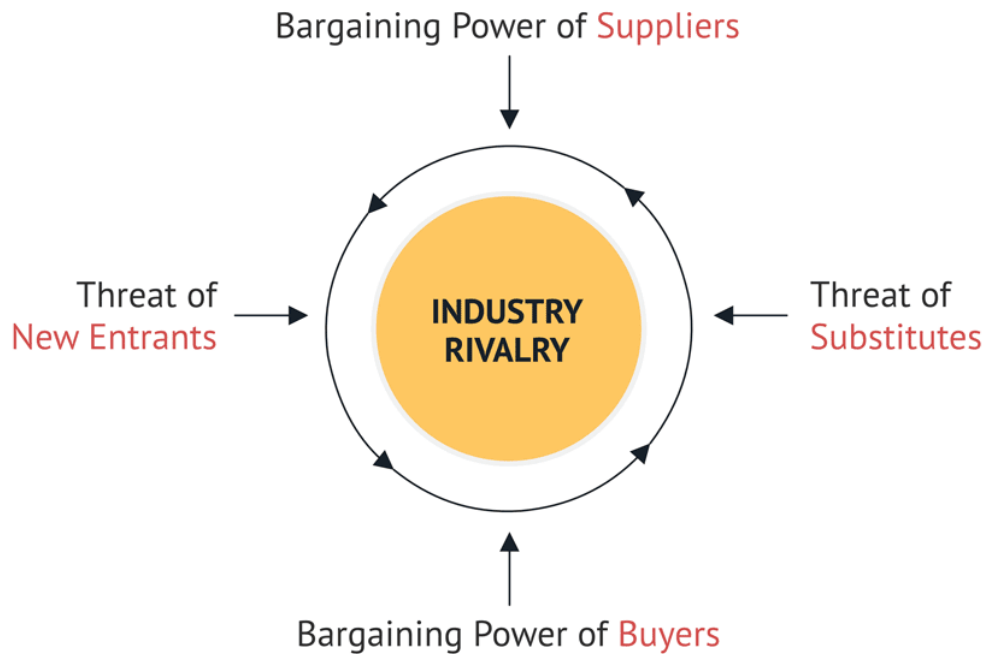 Bargaining Power of Suppliers
Threat of
New Entrants
INDUSTRY
RIVALRY
Threat of
Substitutes
Bargaining Power of Buyers